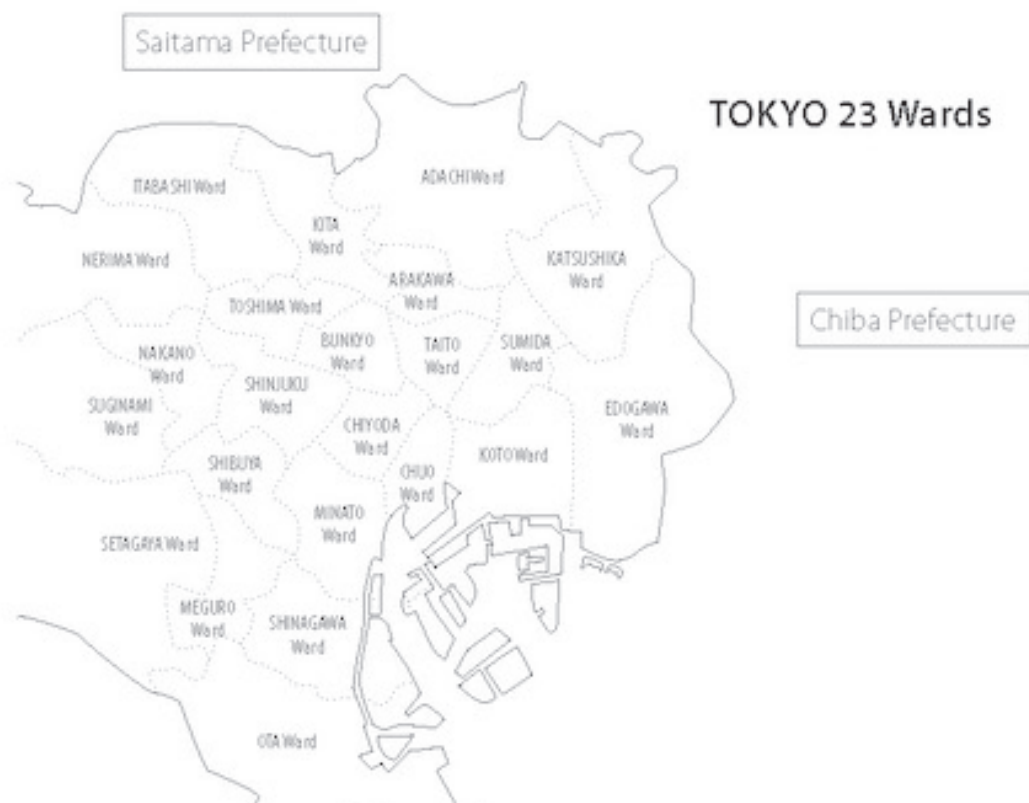 Saitama Prefecture
TOKYO 23 Wards
ITABASHI Ward
ADACHI Ward
KITA
Ward
NERIMA Ward
KATSUSHIKA
Ward
ARAKAWA
Ward
TOSHIMA Ward
Chiba Prefecture
BUNKYO
Ward
TAITO
Ward
SUMIDA
Ward
NAKANO
Ward
SHINJUKU
Ward
SUGINAMI
Ward
EDOGAWA
Ward
CHIYODA
Ward
KOTO Ward
SHIBUYA
Ward
CHUO
Ward
MINATO
Ward
SETAGAYA Ward
MEGURO
Ward
SHINAGAWA
Ward
OTA Ward